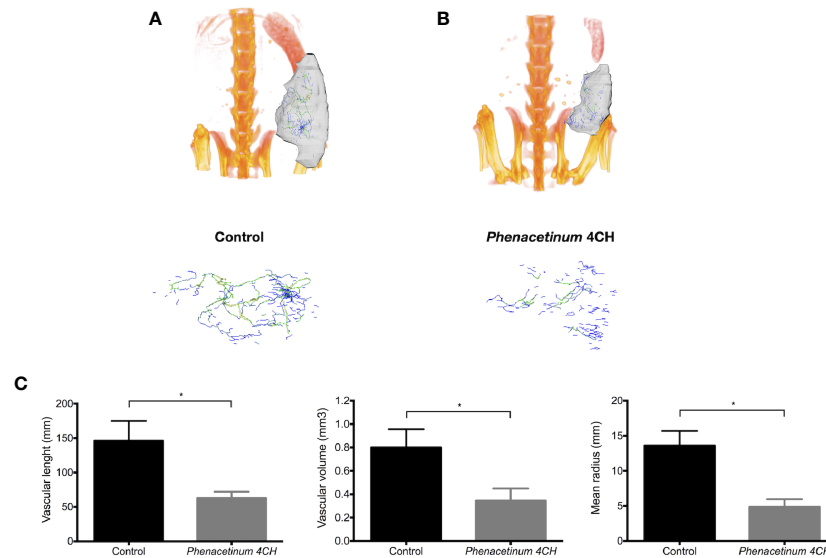 A
B
Control
Phenacetinum 4CH
C
Vascular lenght (mm)
200
150
100
50
0
*
Control
Phenacetinum 4CH
Vascular volume (mm3)
1.2
1.0
0.8
0.6
0.4
0.2
0.0
*
Control
Phenacetinum 4CH
Mean radius (mm)
20
15
10
5
0
*
Control
Phenacetinum 4CH